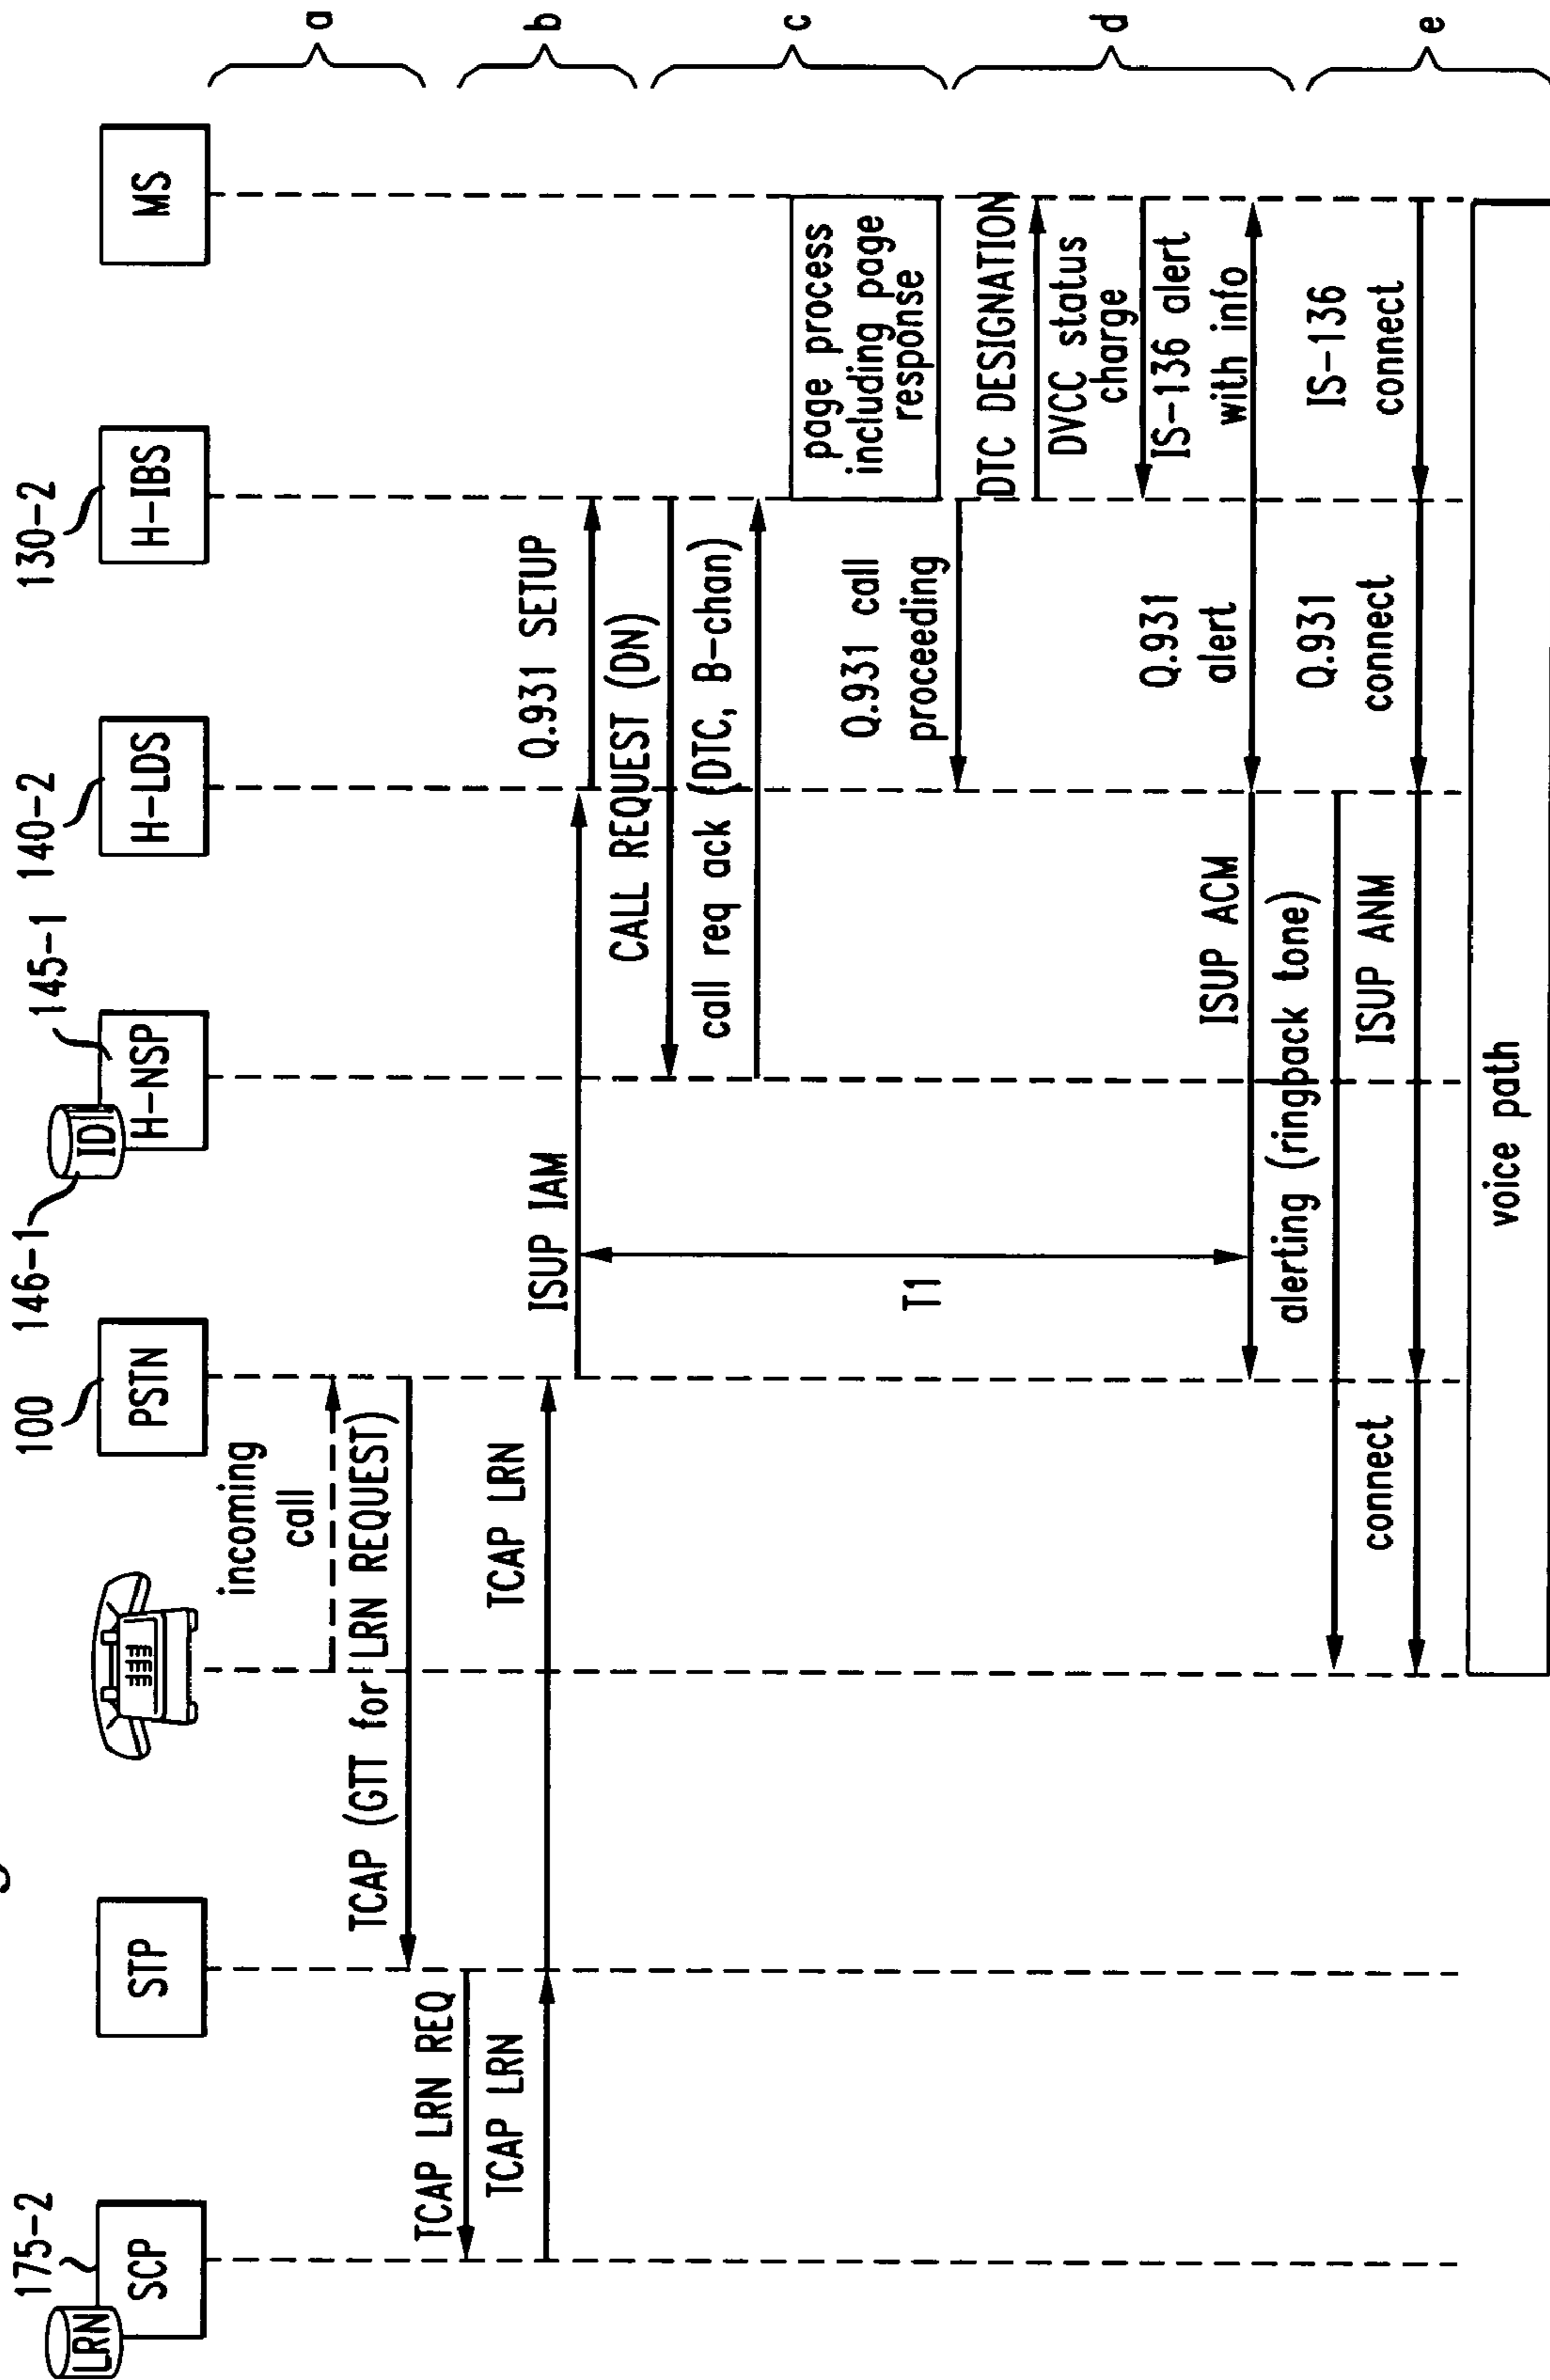 175-2
LRN
SCP
STP
100
PSTN
146-1
145-1
ID
H-NSP
140-2
H-LDS
130-2
H-IBS
MS
incoming
call
a
TCAP (GTT for LRN REQUEST)
TCAP LRN REQ
TCAP LRN
TCAP LRN
ISUP IAM
Q.931 SETUP
b
CALL REQUEST (DN)
call req ack (DTC, B-chan)
page process
including page
response
c
T1
Q.931 call
proceeding
DTC DESIGNATION
DVCC status
charge
d
IS-136 alert
with info
Q.931
alert
ISUP ACM
alerting (ringback tone)
IS-136
connect
Q.931
connect
ISUP ANM
connect
e
voice path